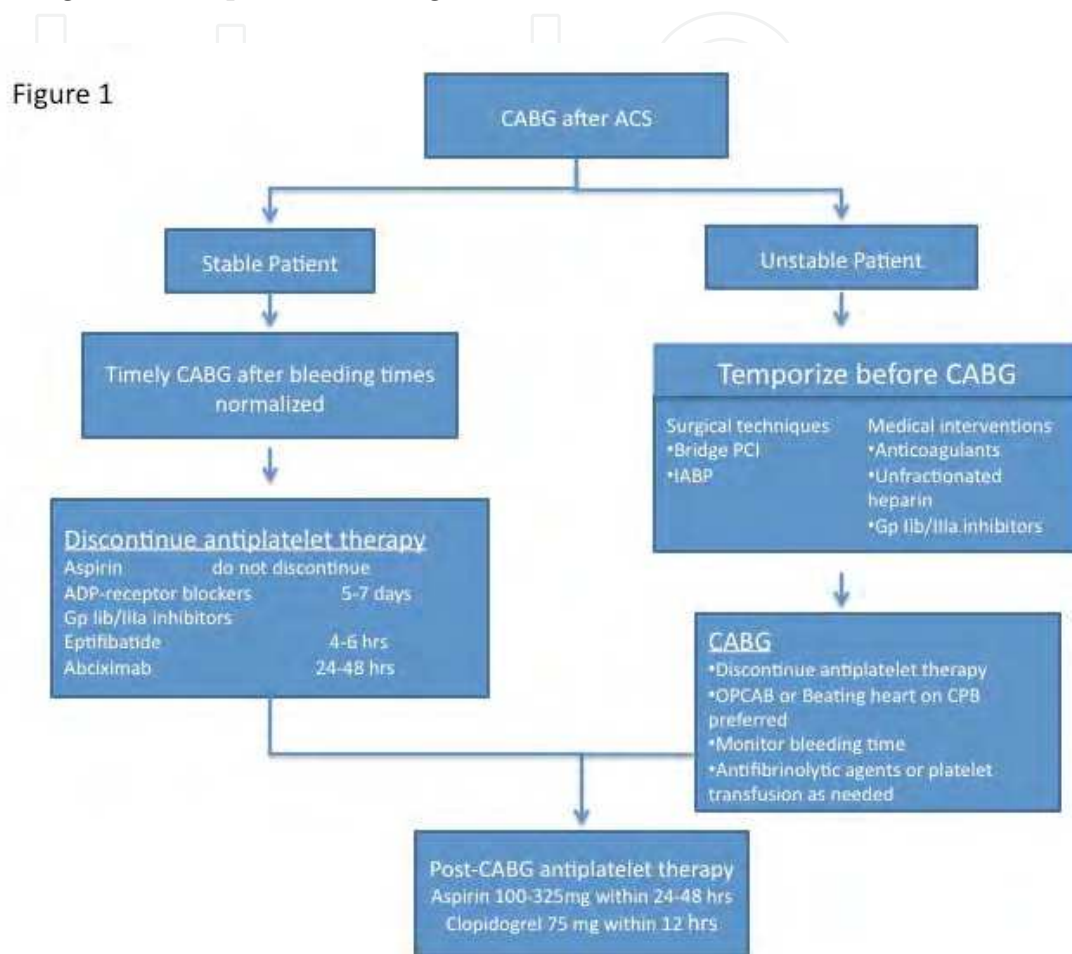 Figure 1
CABG after ACS
Stable Patient
Unstable Patient
Timely CABG after bleeding times
normalized
Temporize before CABG
Surgical techniques
•Bridge PCI
•IABP
Medical interventions
•Anticoagulants
•Unfractionated
heparin
•Gp IIb/IIIa inhibitors
Discontinue antiplatelet therapy
Aspirin do not discontinue
ADP-receptor blockers 5-7 days
Gp IIb/IIIa inhibitors
Eptifibatide 4-6 hrs
Abciximab 24-48 hrs
CABG
•Discontinue antiplatelet therapy
•OPCAB or Beating heart on CPB
preferred
•Monitor bleeding time
•Antifibrinolytic agents or platelet
transfusion as needed
Post-CABG antiplatelet therapy
Aspirin 100-325mg within 24-48 hrs
Clopidogrel 75 mg within 12 hrs